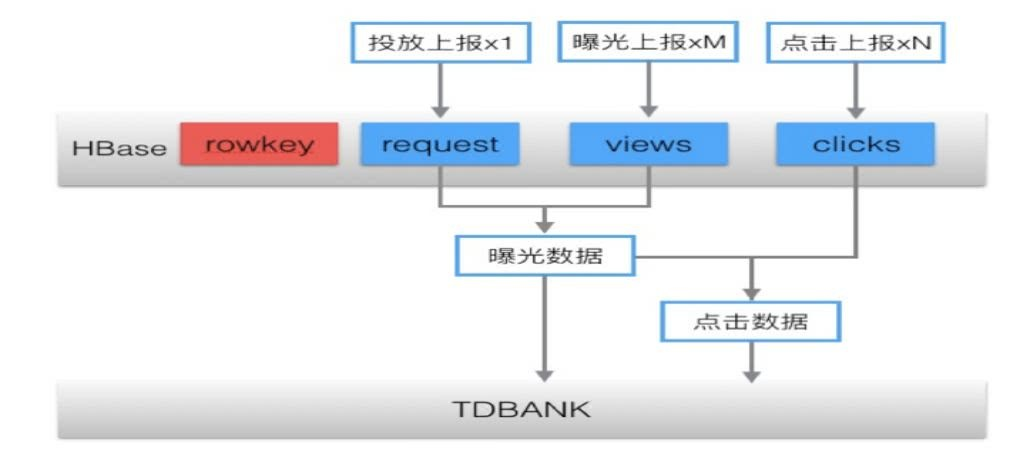 投放上报x1
曝光上报xM
点击上报xN
HBase
rowkey
request
views
clicks
曝光数据
点击数据
TDBANK